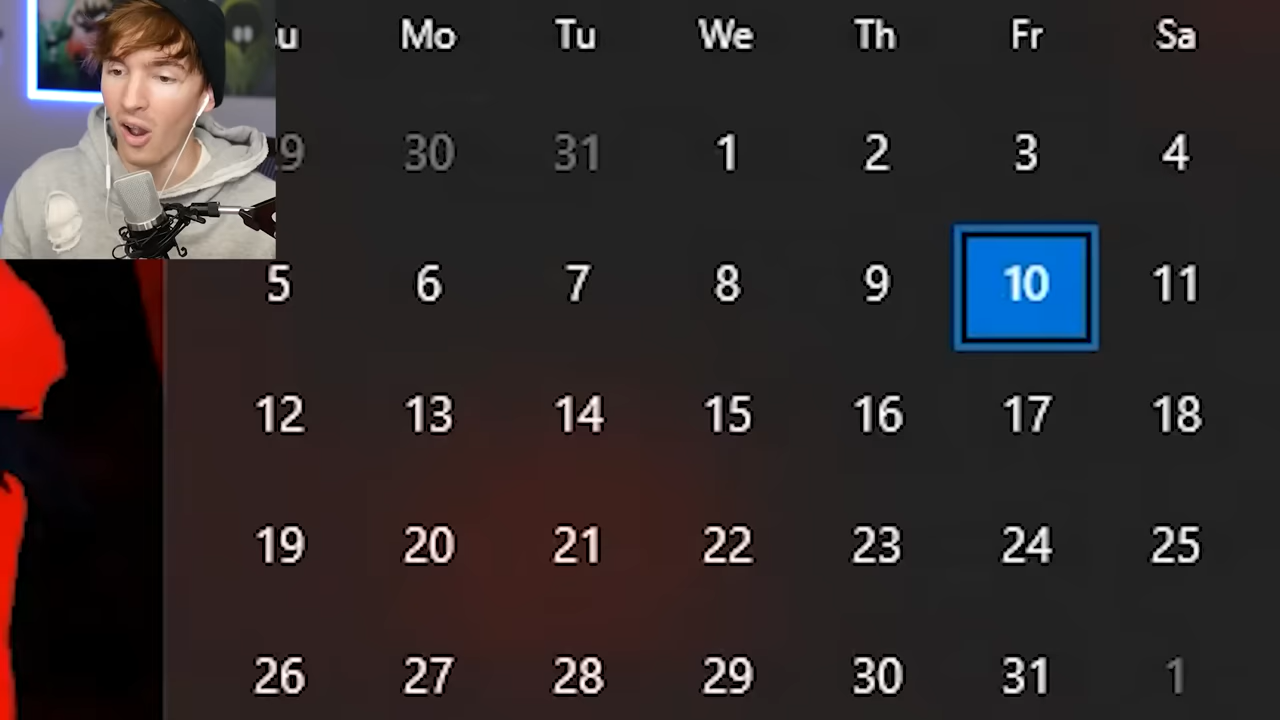 Su Mo Tu We Th Fr Sa
29 30 31 1 2 3 4
5 6 7 8 9 10 11
12 13 14 15 16 17 18
19 20 21 22 23 24 25
26 27 28 29 30 31 1